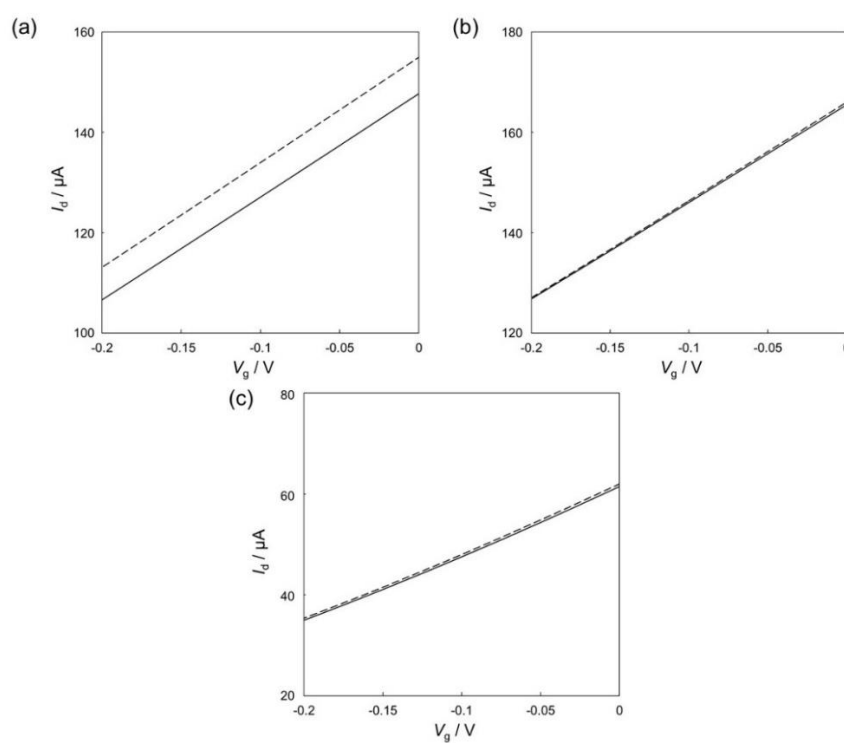 (a)
160
140
120
100
I_d / µA
-0.2 -0.15 -0.1 -0.05 0
V_g / V
(b)
180
160
140
120
I_d / µA
-0.2 -0.15 -0.1 -0.05
V_g / V
(c)
80
60
40
20
I_d / µA
-0.2 -0.15 -0.1 -0.05 0
V_g / V